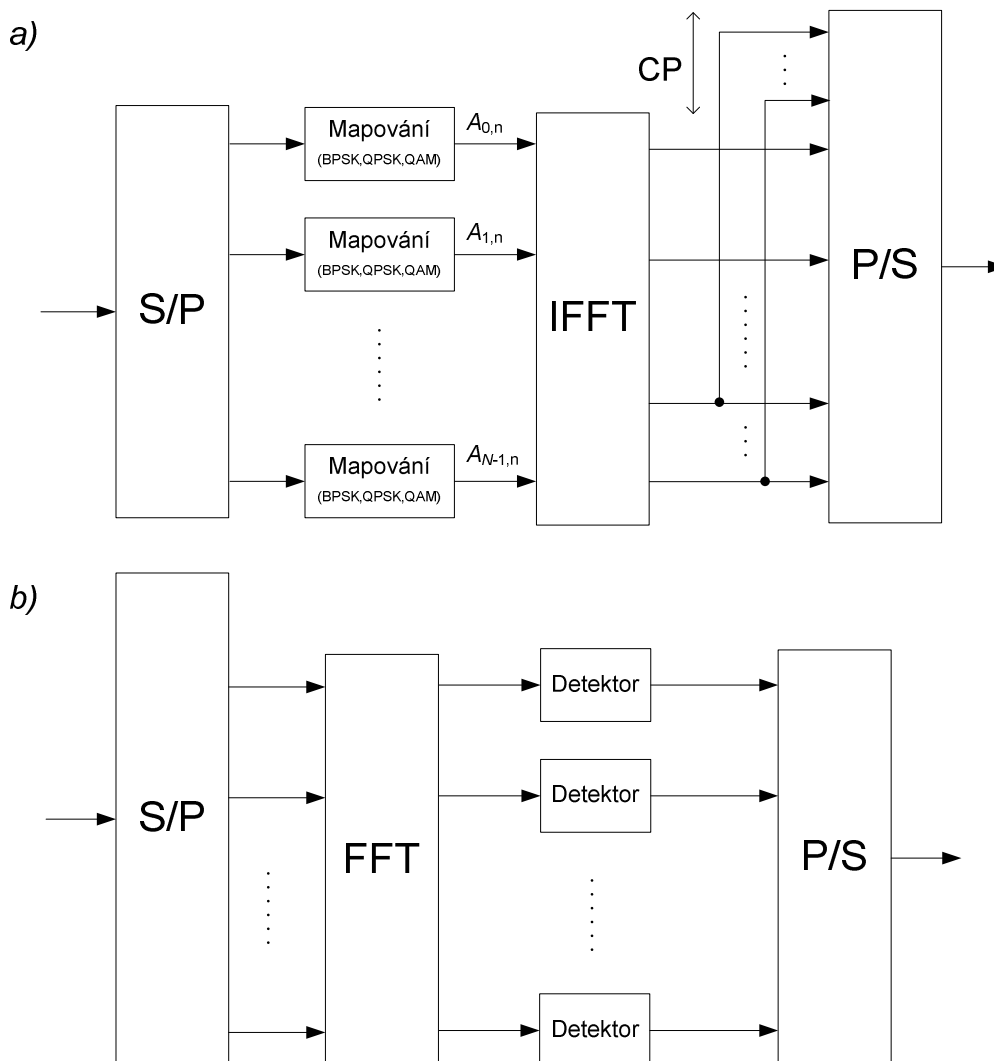 a)
CP
S/P
Mapování
(BPSK,QPSK,QAM)
A0,n
Mapování
(BPSK,QPSK,QAM)
A1,n
Mapování
(BPSK,QPSK,QAM)
AN-1,n
IFFT
P/S
b)
S/P
FFT
Detektor
Detektor
Detektor
P/S